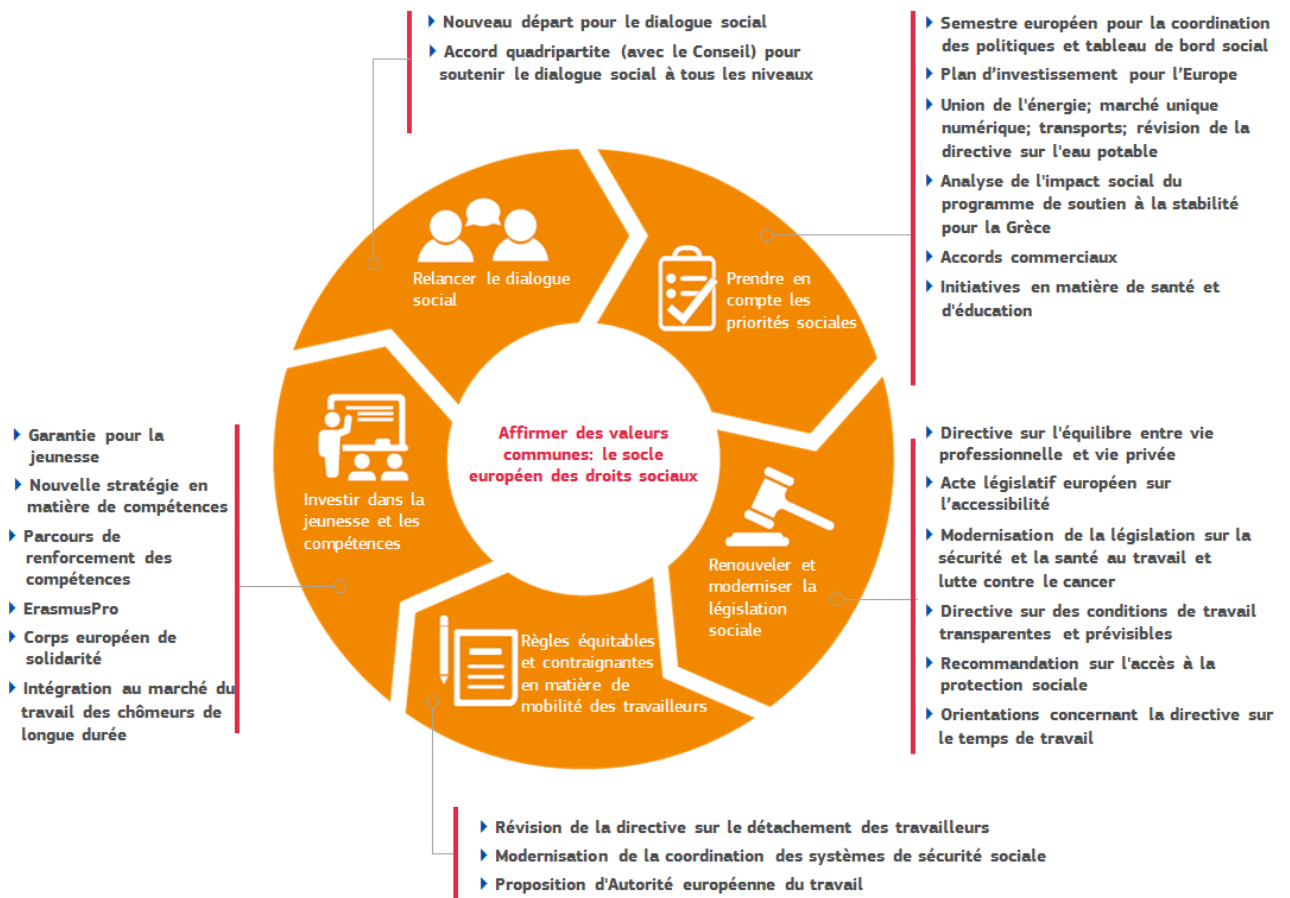 Nouveau départ pour le dialogue social
Accord quadripartite (avec le Conseil) pour
soutenir le dialogue social à tous les niveaux
Semestre européen pour la coordination
des politiques et tableau de bord social
Plan d'investissement pour l'Europe
Union de l'énergie; marché unique
numérique; transports; révision de la
directive sur l'eau potable
Analyse de l'impact social du
programme de soutien à la stabilité
pour la Grèce
Accords commerciaux
Initiatives en matière de santé et
d'éducation
Relancer le dialogue
social
Prendre en
compte les
priorités sociales
Affirmer des valeurs
communes: le socle
européen des droits sociaux
Garantie pour la
jeunesse
Nouvelle stratégie en
matière de compétences
Parcours de
renforcement des
compétences
ErasmusPro
Corps européen de
solidarité
Intégration au marché du
travail des chômeurs de
longue durée
Investir dans la
jeunesse et les
compétences
Renouveler et
moderniser la
législation
sociale
Directive sur l'équilibre entre vie
professionnelle et vie privée
Acte législatif européen sur
l'accessibilité
Modernisation de la législation sur la
sécurité et la santé au travail et
lutte contre le cancer
Directive sur des conditions de travail
transparentes et prévisibles
Recommandation sur l'accès à la
protection sociale
Orientations concernant la directive sur
le temps de travail
Règles équitables
et contraignantes
en matière de
mobilité des travailleurs
Révision de la directive sur le détachement des travailleurs
Modernisation de la coordination des systèmes de sécurité sociale
Proposition d'Autorité européenne du travail